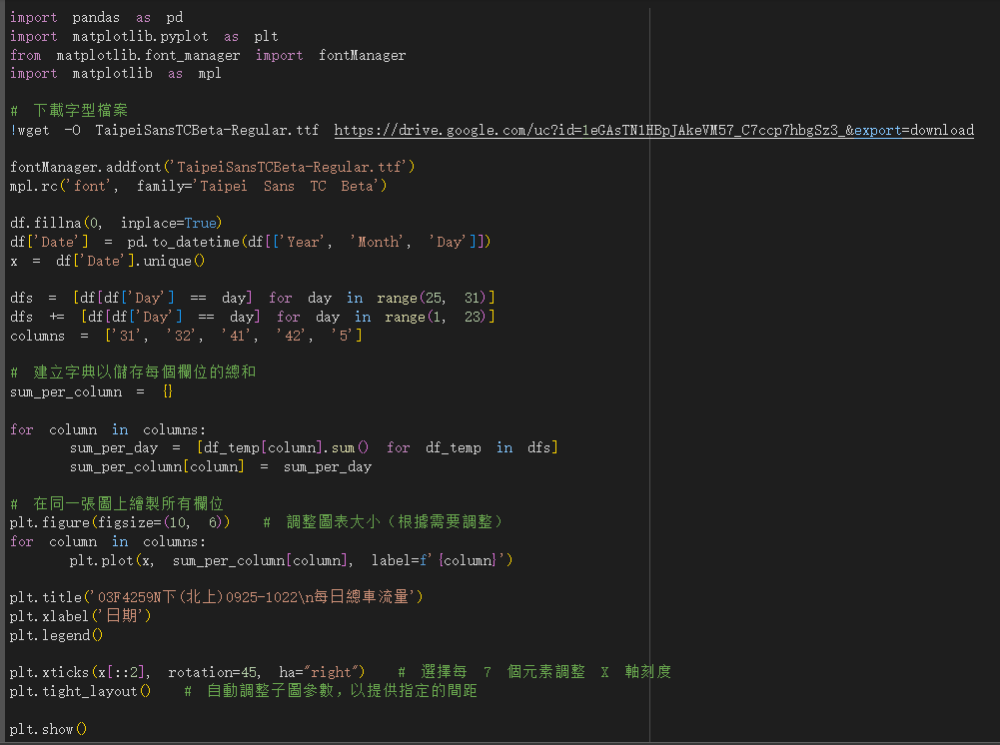 import pandas as pd
import matplotlib.pyplot as plt
from matplotlib.font_manager import fontManager
import matplotlib as mpl
# 下載字型檔案
!wget -O TaipeiSansTCBeta-Regular.ttf https://drive.google.com/uc?id=1eGAsTN1HBpJAkeVM57_C7ccp7hbgSz3_&export=download
fontManager.addfont('TaipeiSansTCBeta-Regular.ttf')
mpl.rc('font', family='Taipei Sans TC Beta')
df.fillna(0, inplace=True)
df['Date'] = pd.to_datetime(df[['Year', 'Month', 'Day']])
x = df['Date'].unique()
dfs = [df[df['Day'] == day] for day in range(25, 31)]
dfs += [df[df['Day'] == day] for day in range(1, 23)]
columns = ['31', '32', '41', '42', '5']
# 建立字典以儲存每個欄位的總和
sum_per_column = {}
for column in columns:
    sum_per_day = [df_temp[column].sum() for df_temp in dfs]
    sum_per_column[column] = sum_per_day
# 在同一張圖上繪製所有欄位
plt.figure(figsize=(10, 6)) # 調整圖表大小（根據需要調整）
for column in columns:
    plt.plot(x, sum_per_column[column], label=f'{column}')
plt.title('03F4259N下(北上)0925-1022\n每日總車流量')
plt.xlabel('日期')
plt.legend()
plt.xticks(x[::2], rotation=45, ha="right") # 選擇每 7 個元素調整 X 軸刻度
plt.tight_layout() # 自動調整子圖參數，以提供指定的間距
plt.show()